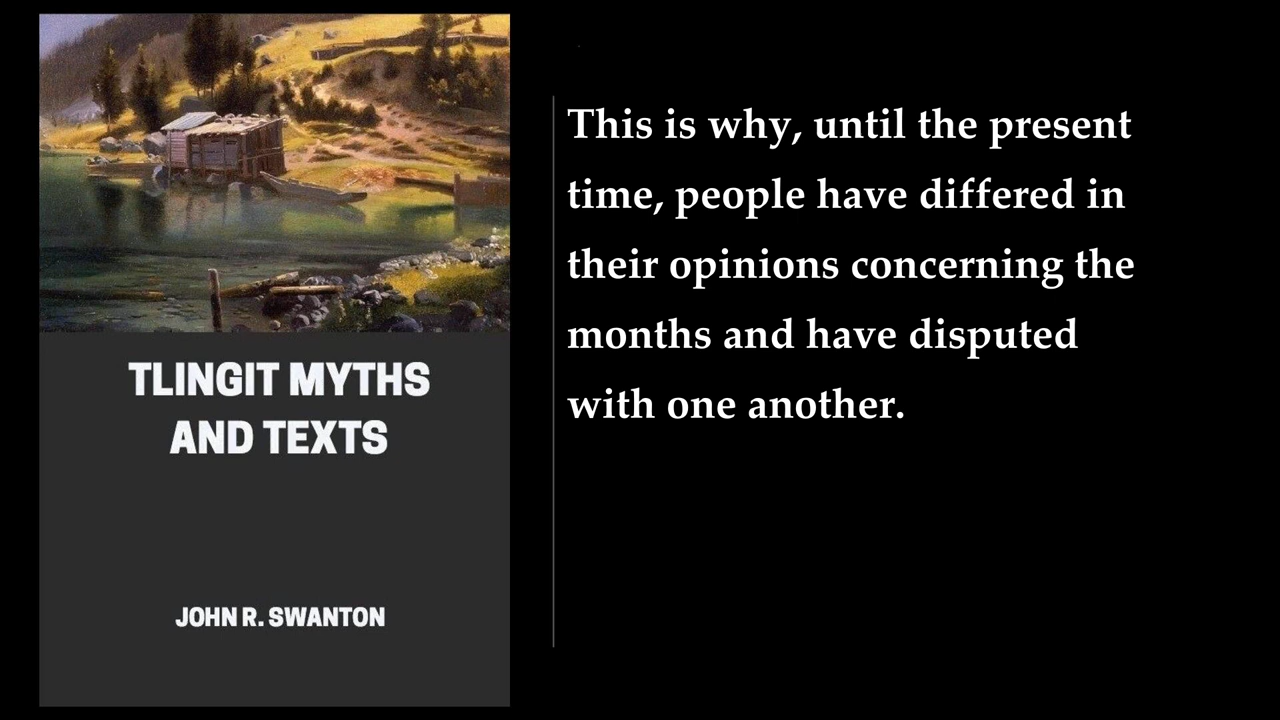 TLINGIT MYTHS
AND TEXTS
JOHN R. SWANTON
This is why, until the present
time, people have differed in
their opinions concerning the
months and have disputed
with one another.